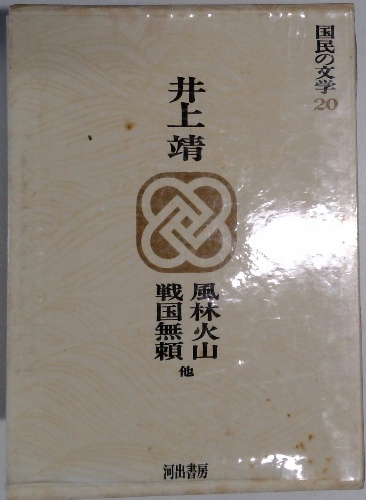 国民の文学
20
井上靖
風林火山
戦国無頼
他
河出書房